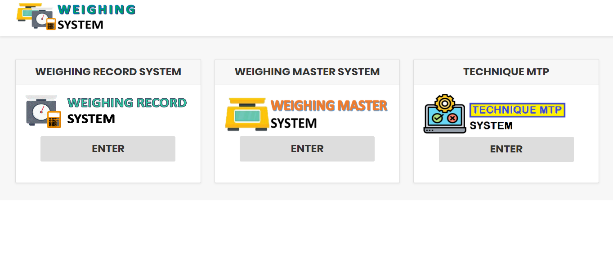 WEIGHING
SYSTEM
WEIGHING RECORD SYSTEM
WEIGHING RECORD
SYSTEM
ENTER
WEIGHING MASTER SYSTEM
WEIGHING MASTER
SYSTEM
ENTER
TECHNIQUE MTP
TECHNIQUE MTP
SYSTEM
ENTER